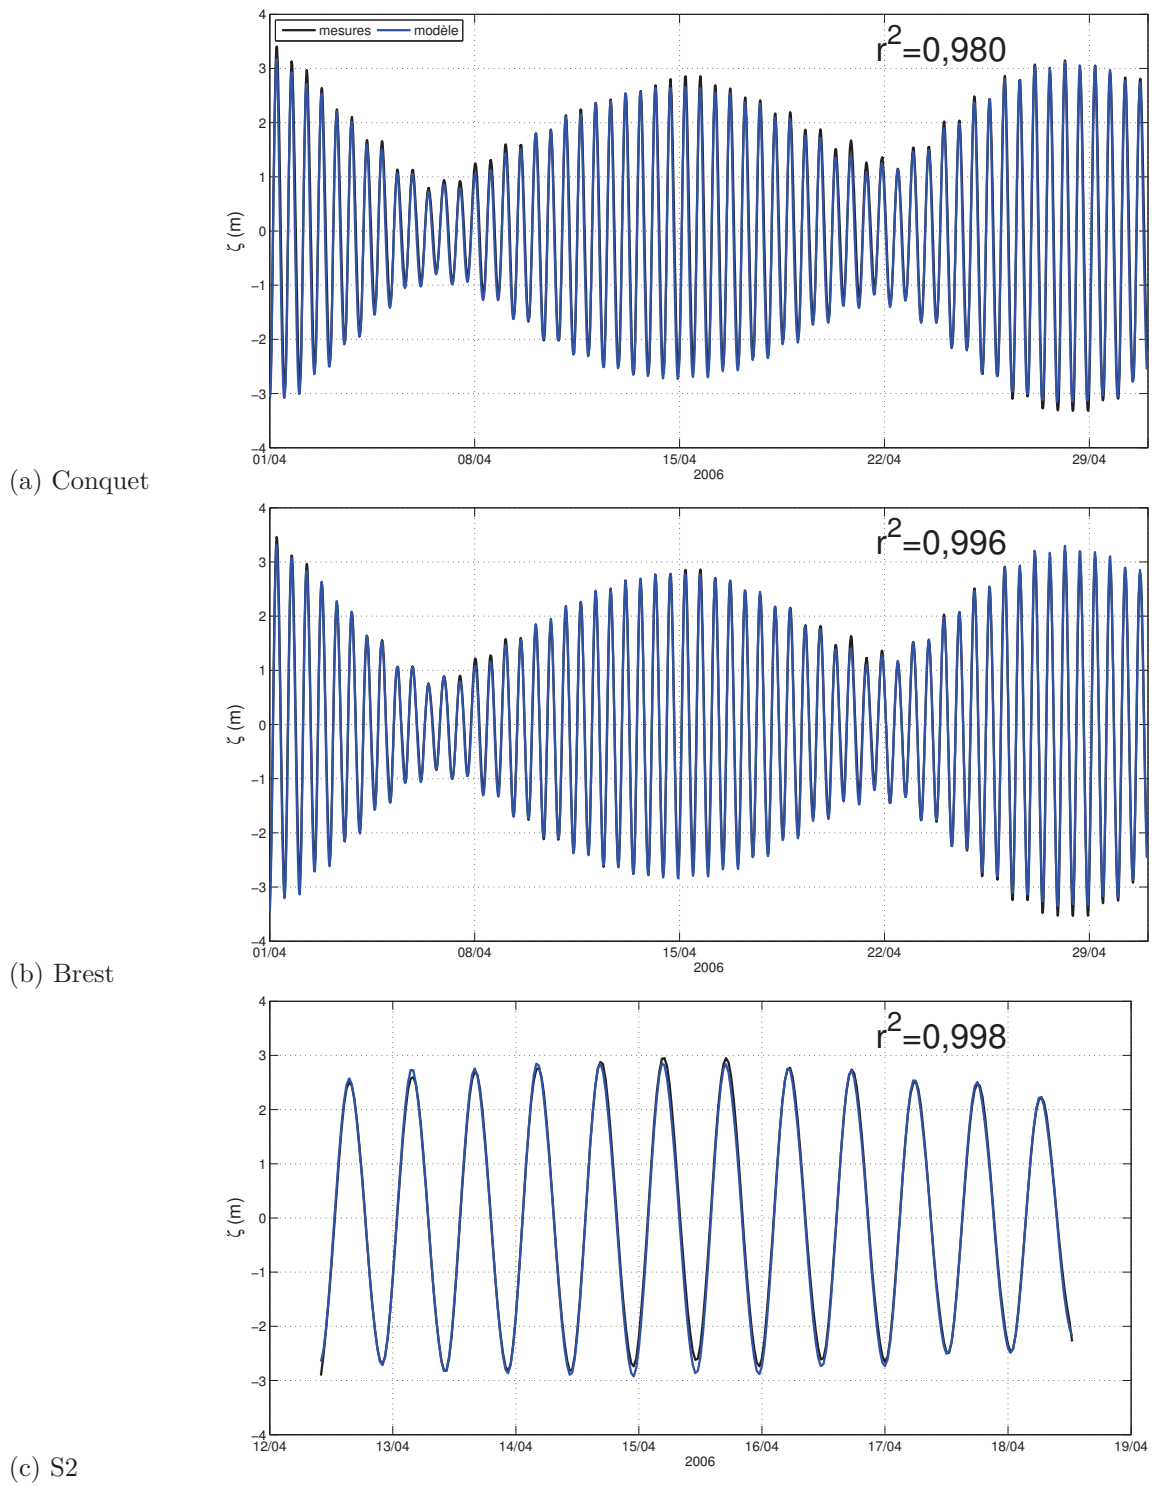 mesures modèle
r2=0,980
4
3
2
1
0
−1
−2
−3
−4
ζ (m)
01/04 08/04 15/04 22/04 29/04
2006
(a) Conquet
r2=0,996
4
3
2
1
0
−1
−2
−3
−4
ζ (m)
01/04 08/04 15/04 22/04 29/04
2006
(b) Brest
r2=0,998
4
3
2
1
0
−1
−2
−3
−4
ζ (m)
12/04 13/04 14/04 15/04 16/04 17/04 18/04 19/04
2006
(c) S2